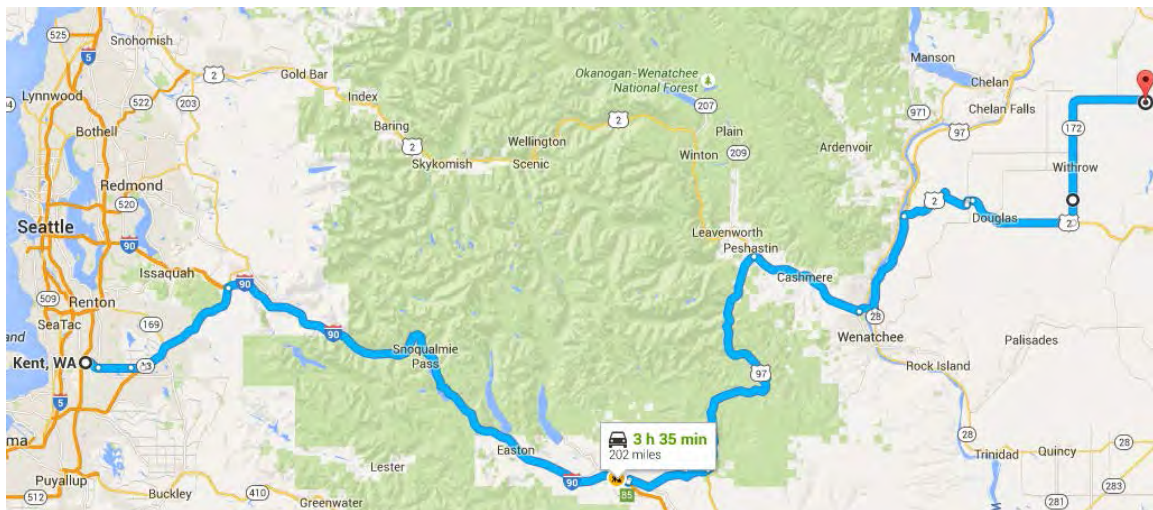 525
5
Snohomish
2
Gold Bar
Lynnwood
522
203
Index
Bothell
Baring
2
Skykomish
Redmond
520
Seattle
90
Issaquah
90
509
Renton
SeaTac
169
Kent, WA
5
Puyallup
512
Buckley
410
Greenwater
Lester
90
Snoqualmie
Pass
Easton
90
85
3 h 35 min
202 miles
Okanogan-Wenatchee
National Forest
207
Wellington
2
Scenic
Winton
Plain
209
Ardenvoir
Leavenworth
Peshastin
Cashmere
97
Wenatchee
28
Rock Island
Palisades
28
Trinidad
Quincy
28
283
281
Manson
Chelan
971
Chelan Falls
97
172
Withrow
2
Douglas
2